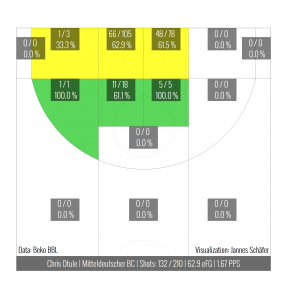 1 / 3
33.3 %
66 / 105
62.9 %
48 / 78
61.5 %
0 / 0
0.0 %
0 / 0
0.0 %
0 / 0
0.0 %
1 / 1
100.0 %
11 / 18
61.1 %
5 / 5
100.0 %
0 / 0
0.0 %
0 / 0
0.0 %
0 / 0
0.0 %
0 / 0
0.0 %
0 / 0
0.0 %
Data: Beko BBL
Visualization: Jannes Schäfer
Chris Otule | Mitteldeutscher BC | Shots: 132 / 210 | 62.9 eFG | 1.67 PPS